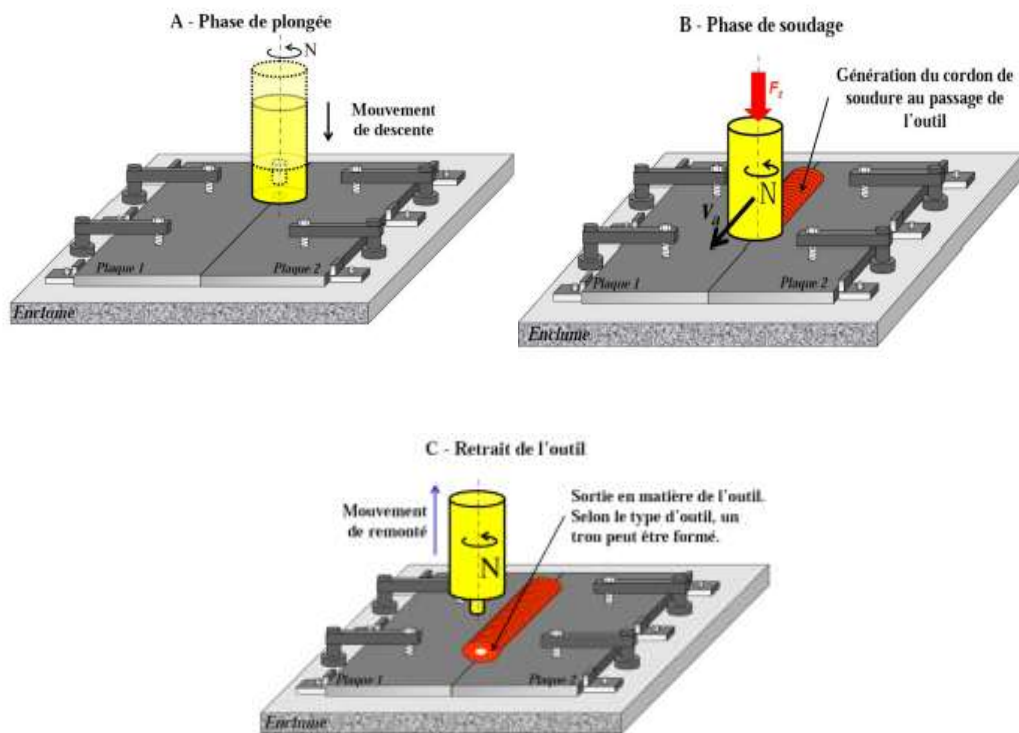 A - Phase de plongée
N
Mouvement
de descente
Plaque 1
Plaque 2
Enclume
B - Phase de soudage
Fz
Génération du cordon de
soudure au passage de
l'outil
N
Va
Plaque 1
Plaque 2
Enclume
C - Retrait de l'outil
Mouvement
de remonté
Sortie en matière de l'outil.
Selon le type d'outil, un
trou peut être formé.
N
Plaque 1
Plaque 2
Enclume